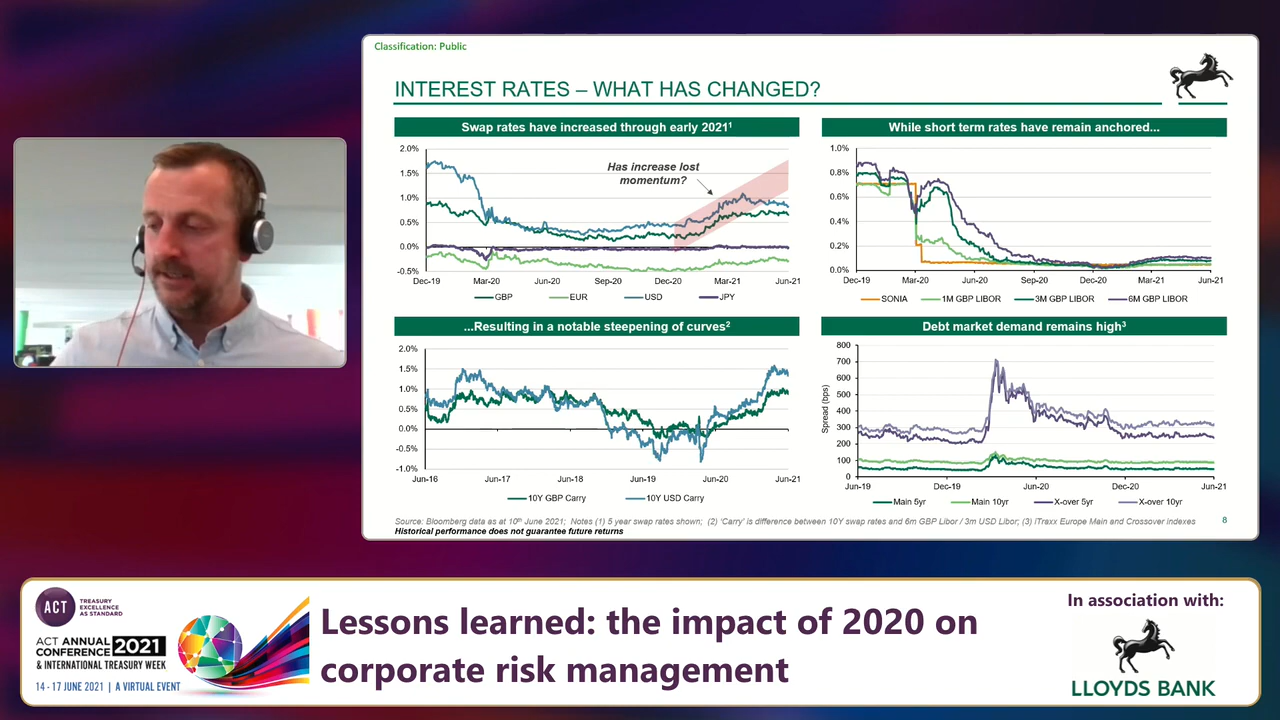 Classification: Public
INTEREST RATES – WHAT HAS CHANGED?
Swap rates have increased through early 2021¹
2.0%
1.5%
1.0%
0.5%
0.0%
-0.5%
Has increase lost
momentum?
Dec-19 Mar-20 Jun-20 Sep-20 Dec-20 Mar-21 Jun-21
GBP EUR USD JPY
While short term rates have remain anchored...
1.0%
0.8%
0.6%
0.4%
0.2%
0.0%
Dec-19 Mar-20 Jun-20 Sep-20 Dec-20 Mar-21 Jun-21
SONIA 1M GBP LIBOR 3M GBP LIBOR 6M GBP LIBOR
...Resulting in a notable steepening of curves²
2.0%
1.5%
1.0%
0.5%
0.0%
-0.5%
-1.0%
Jun-16 Jun-17 Jun-18 Jun-19 Jun-20 Jun-21
10Y GBP Carry 10Y USD Carry
Debt market demand remains high³
Spread (bps)
800
700
600
500
400
300
200
100
0
Jun-19 Dec-19 Jun-20 Dec-20 Jun-21
Main 5yr Main 10yr X-over 5yr X-over 10yr
Source: Bloomberg data as at 10th June 2021; Notes (1) 5 year swap rates shown; (2) 'Carry' is difference between 10Y swap rates and 6m GBP Libor / 3m USD Libor; (3) iTraxx Europe Main and Crossover indexes
Historical performance does not guarantee future returns
8
ACT
TREASURY
EXCELLENCE
AS STANDARD
ACT ANNUAL
CONFERENCE 2021
& INTERNATIONAL TREASURY WEEK
14 - 17 JUNE 2021 | A VIRTUAL EVENT
Lessons learned: the impact of 2020 on
corporate risk management
In association with:
LLOYDS BANK